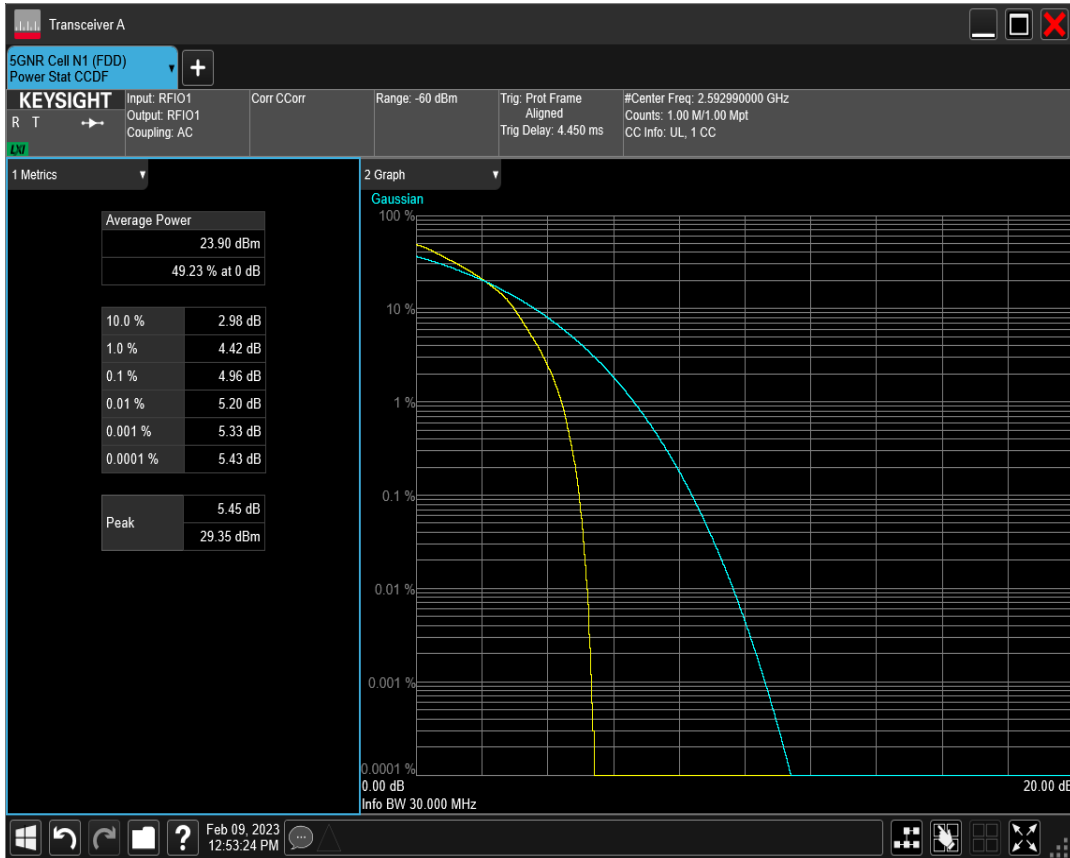 Transceiver A
5GNR Cell N1 (FDD)
Power Stat CCDF
+
KEYSIGHT
R T
LXI
Input: RFIO1
Output: RFIO1
Coupling: AC
Corr CCorr
Range: -60 dBm
Trig: Prot Frame
Aligned
Trig Delay: 4.450 ms
#Center Freq: 2.592990000 GHz
Counts: 1.00 M/1.00 Mpt
CC Info: UL, 1 CC
1 Metrics
Average Power
23.90 dBm
49.23 % at 0 dB
10.0 % 2.98 dB
1.0 % 4.42 dB
0.1 % 4.96 dB
0.01 % 5.20 dB
0.001 % 5.33 dB
0.0001 % 5.43 dB
Peak
5.45 dB
29.35 dBm
2 Graph
Gaussian
100 %
10 %
1 %
0.1 %
0.01 %
0.001 %
0.0001 %
0.00 dB
20.00 dB
Info BW 30.000 MHz
?
Feb 09, 2023
12:53:24 PM